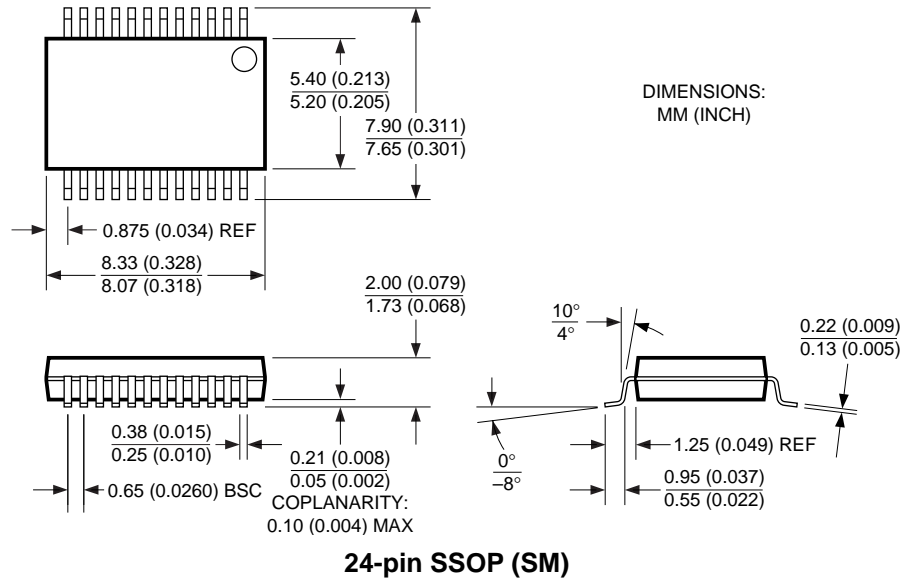 5.40 (0.213)
5.20 (0.205)
DIMENSIONS:
MM (INCH)
7.90 (0.311)
7.65 (0.301)
0.875 (0.034) REF
8.33 (0.328)
8.07 (0.318)
2.00 (0.079)
1.73 (0.068)
10°
4°
0.22 (0.009)
0.13 (0.005)
0.38 (0.015)
0.25 (0.010)
0.21 (0.008)
0.05 (0.002)
0°
–8°
1.25 (0.049) REF
0.95 (0.037)
0.55 (0.022)
0.65 (0.0260) BSC
COPLANARITY:
0.10 (0.004) MAX
24-pin SSOP (SM)